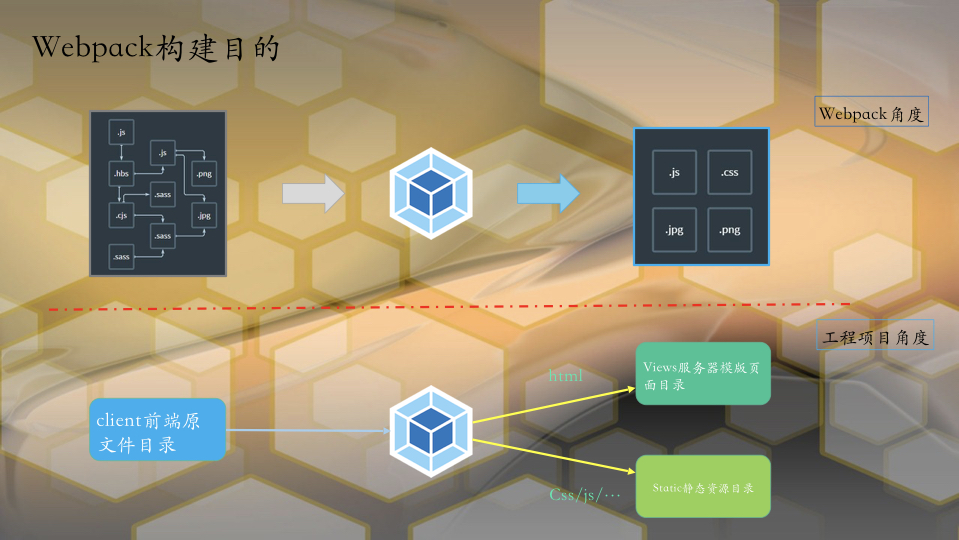 Webpack构建目的
Webpack角度
.js
.js
.hbs
.png
.sass
.cjs
.jpg
.sass
.sass
.js
.css
.jpg
.png
工程项目角度
html
Views服务器模版页
面目录
client前端原
文件目录
Css/js/…
Static静态资源目录